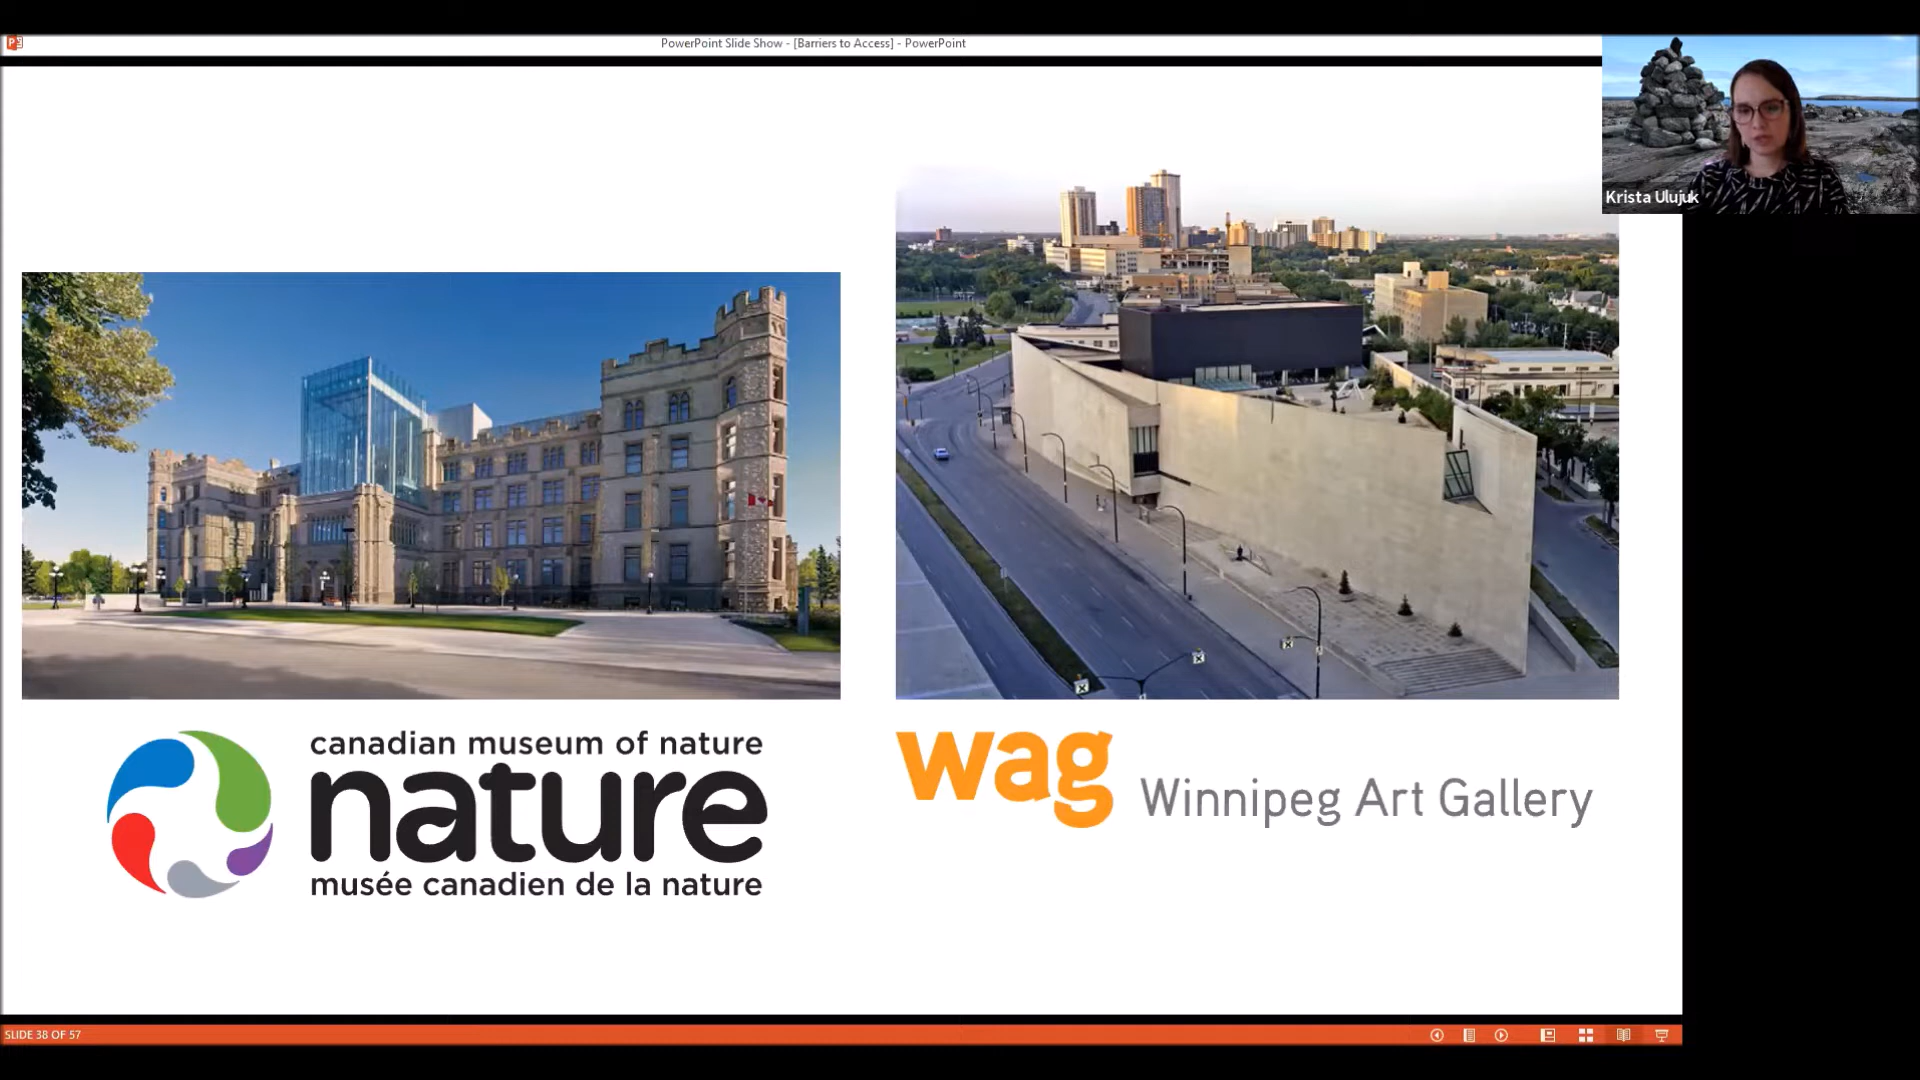 PowerPoint Slide Show - [Barriers to Access] - PowerPoint
Krista Ulujuk
canadian museum of nature
nature
musée canadien de la nature
wag Winnipeg Art Gallery
SLIDE 38 OF 57